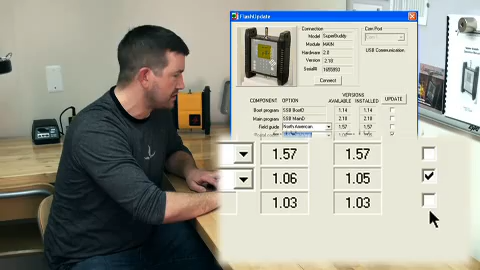 FlashUpdate
Connection
Com Port
Model SuperBuddy
Module MAIN
Hardware 2.0
Version 2.18
USB Communication
Connect
VERSIONS
COMPONENT OPTION AVAILABLE INSTALLED UPDATE
Boot program SSB BootD 1.14 1.14
Main program SSB MainD 2.18 2.18
Field guide North American 1.57 1.57
1.57 1.57
1.06 1.05
1.03 1.03